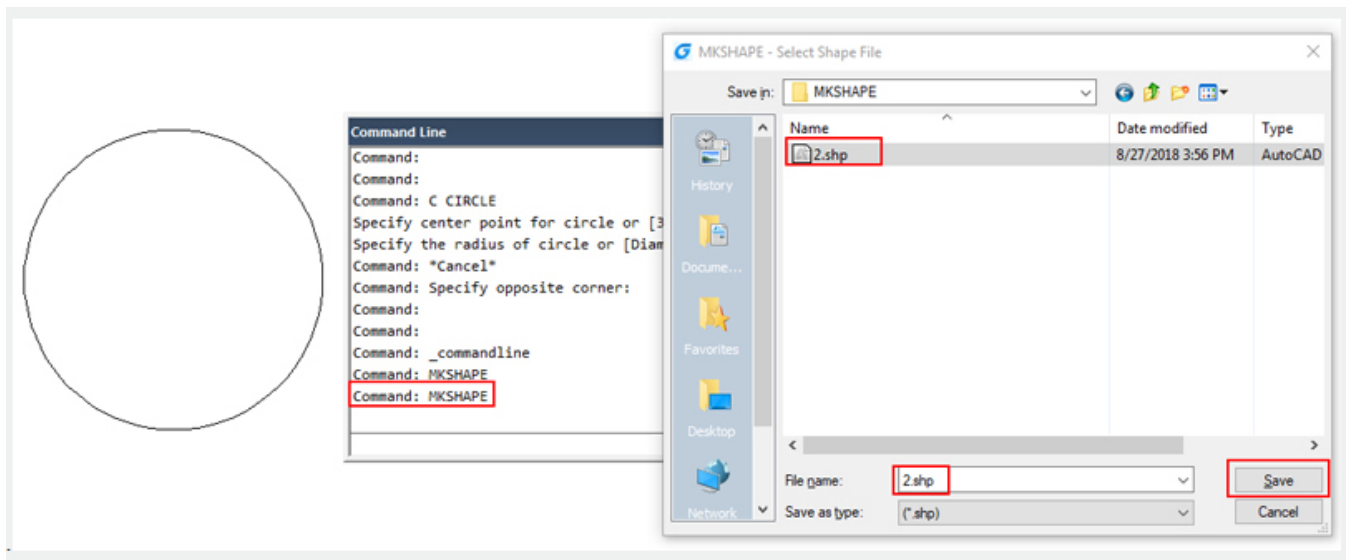 Command Line
Command:
Command:
Command: C CIRCLE
Specify center point for circle or [3
Specify the radius of circle or [Diam
Command: *Cancel*
Command: Specify opposite corner:
Command:
Command:
Command: _commandline
Command: MKSHAPE
Command: MKSHAPE
MKSHAPE - Select Shape File
Save in: MKSHAPE
Name Date modified Type
2.shp 8/27/2018 3:56 PM AutoCAD
History
Docume...
Favorites
Desktop
Network
File name: 2.shp Save
Save as type: (*.shp) Cancel